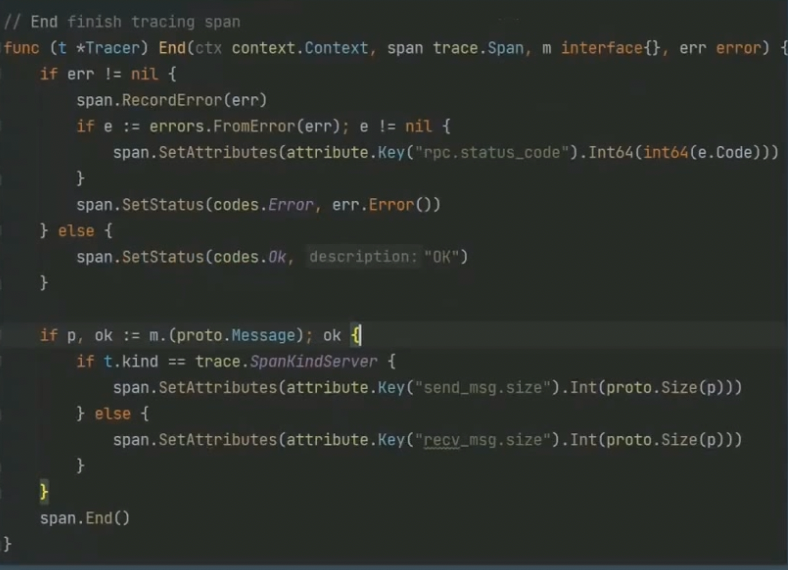 // End finish tracing span
func (t *Tracer) End(ctx context.Context, span trace.Span, m interface{}, err error) {
    if err != nil {
        span.RecordError(err)
        if e := errors.FromError(err); e != nil {
            span.SetAttributes(attribute.Key("rpc.status_code").Int64(int64(e.Code)))
        }
        span.SetStatus(codes.Error, err.Error())
    } else {
        span.SetStatus(codes.Ok, description: "OK")
    }

    if p, ok := m.(proto.Message); ok {
        if t.kind == trace.SpanKindServer {
            span.SetAttributes(attribute.Key("send_msg.size").Int(proto.Size(p)))
        } else {
            span.SetAttributes(attribute.Key("recv_msg.size").Int(proto.Size(p)))
        }
    }
    span.End()
}